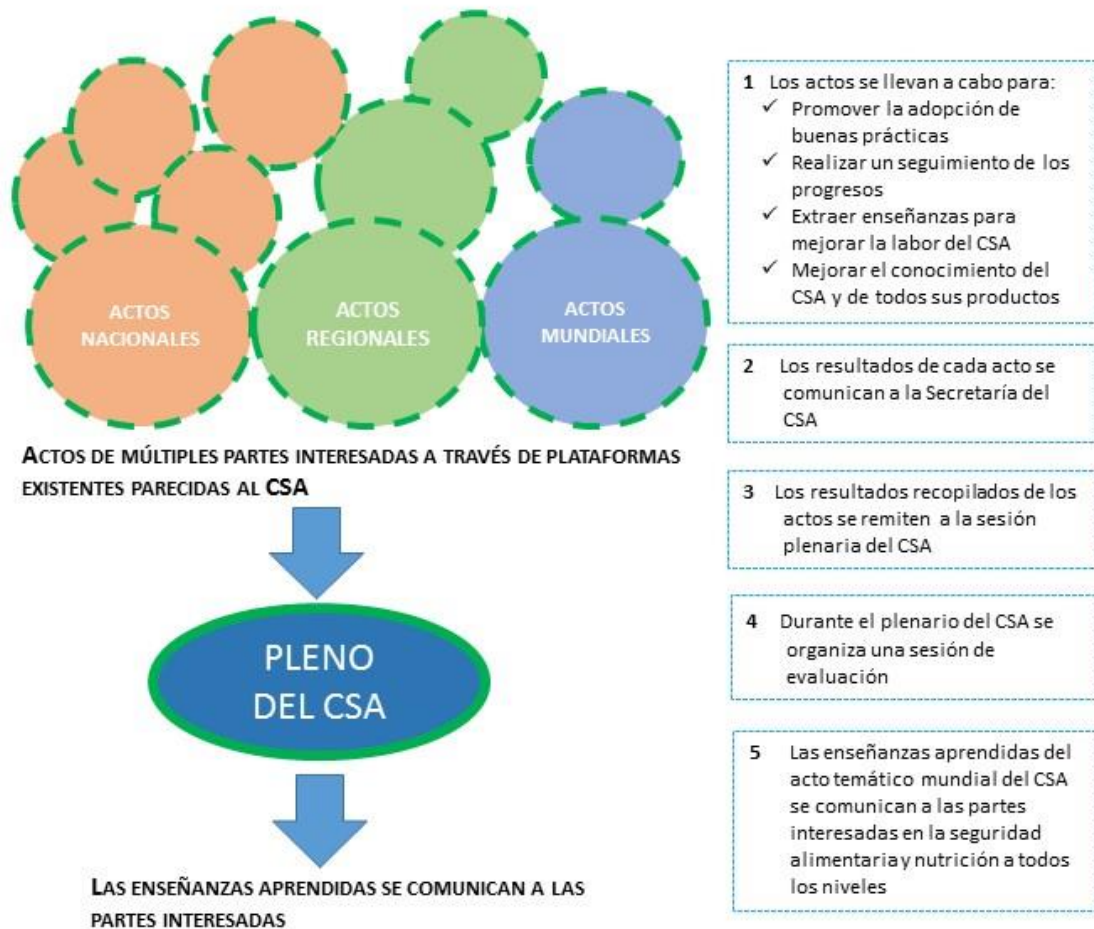 ACTOS
NACIONALES
ACTOS
REGIONALES
ACTOS
MUNDIALES
ACTOS DE MÚLTIPLES PARTES INTERESADAS A TRAVÉS DE PLATAFORMAS
EXISTENTES PARECIDAS AL CSA
PLENO
DEL CSA
LAS ENSEÑANZAS APRENDIDAS SE COMUNICAN A LAS
PARTES INTERESADAS
1 Los actos se llevan a cabo para:
✓ Promover la adopción de
buenas prácticas
✓ Realizar un seguimiento de los
progresos
✓ Extraer enseñanzas para
mejorar la labor del CSA
✓ Mejorar el conocimiento del
CSA y de todos sus productos
2 Los resultados de cada acto se
comunican a la Secretaría del
CSA
3 Los resultados recopilados de los
actos se remiten a la sesión
plenaria del CSA
4 Durante el plenario del CSA se
organiza una sesión de
evaluación
5 Las enseñanzas aprendidas del
acto temático mundial del CSA
se comunican a las partes
interesadas en la seguridad
alimentaria y nutrición a todos
los niveles